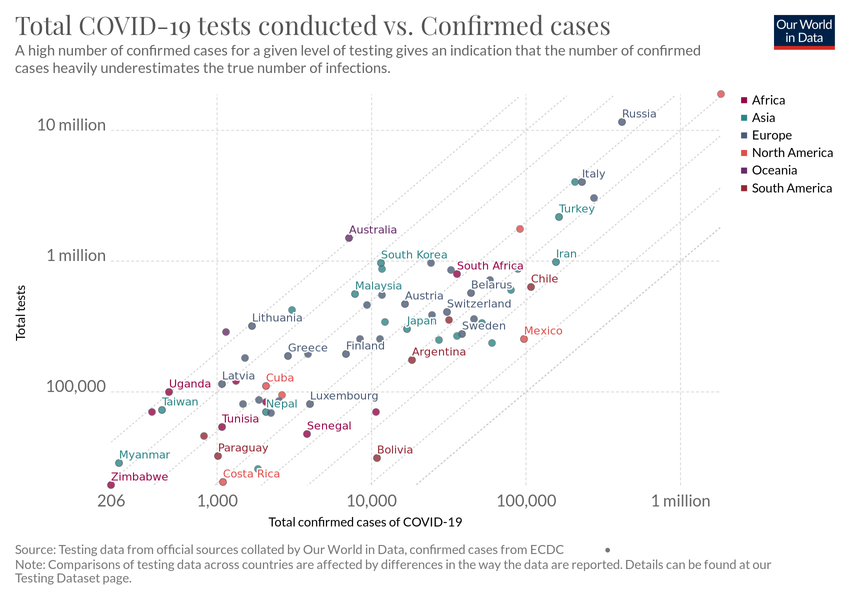 Total COVID-19 tests conducted vs. Confirmed cases
A high number of confirmed cases for a given level of testing gives an indication that the number of confirmed
cases heavily underestimates the true number of infections.
Our World
in Data
Africa
Asia
Europe
North America
Oceania
South America
10 million
1 million
100,000
Total tests
Russia
Italy
Turkey
Australia
South Korea
Iran
South Africa
Chile
Malaysia
Belarus
Austria
Switzerland
Lithuania
Japan
Sweden
Mexico
Greece
Finland
Argentina
Latvia
Cuba
Uganda
Luxembourg
Taiwan
Nepal
Tunisia
Senegal
Paraguay
Bolivia
Myanmar
Costa Rica
Zimbabwe
206
1,000
10,000
100,000
1 million
Total confirmed cases of COVID-19
Source: Testing data from official sources collated by Our World in Data, confirmed cases from ECDC
Note: Comparisons of testing data across countries are affected by differences in the way the data are reported. Details can be found at our
Testing Dataset page.